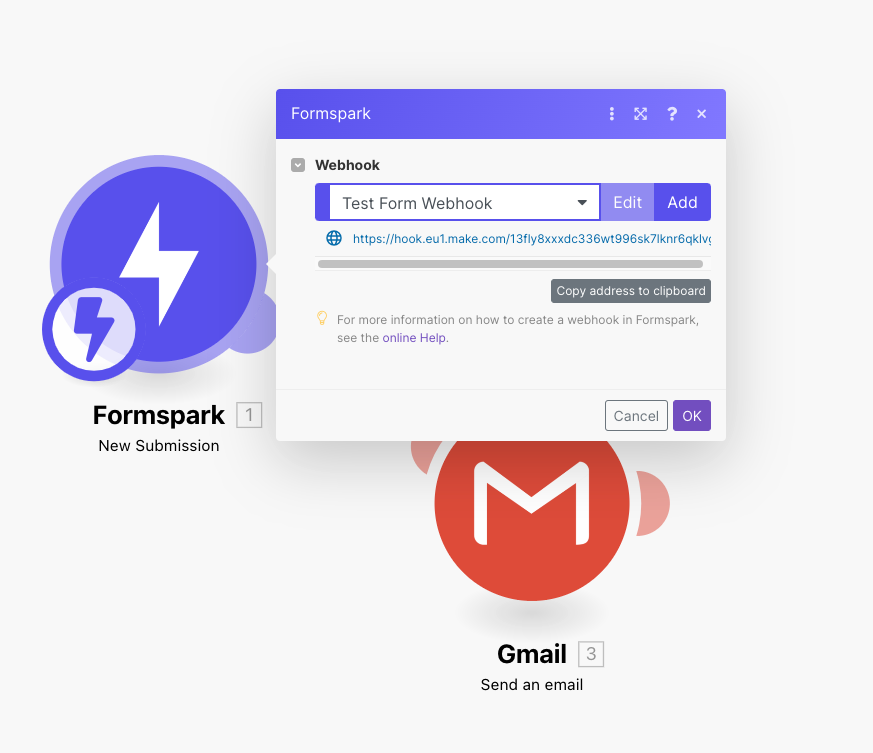 Formspark
?
Webhook
Test Form Webhook
Edit
Add
https://hook.eu1.make.com/13fly8xxxdc336wt996sk7lknr6qklvg
Copy address to clipboard
For more information on how to create a webhook in Formspark,
see the online Help.
Cancel
OK
Formspark 1
New Submission
Gmail 3
Send an email